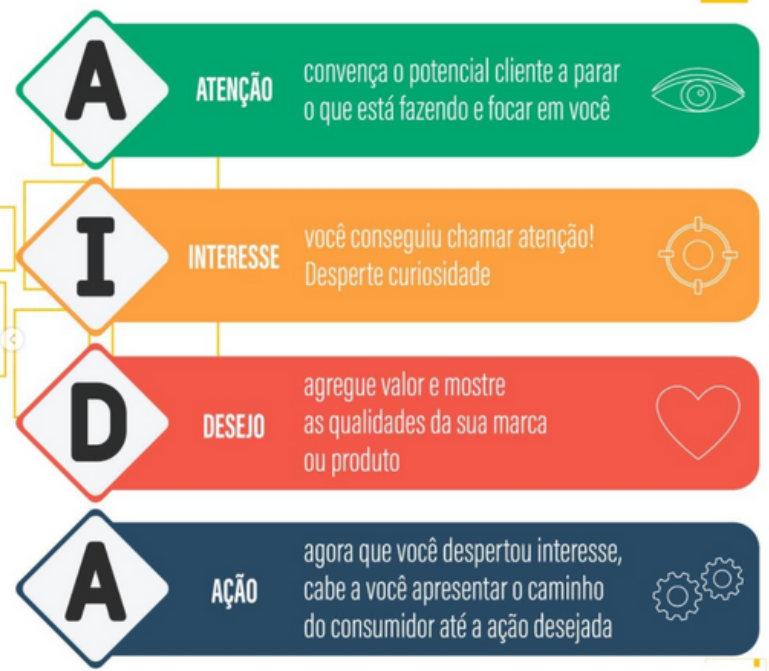 A
ATENÇÃO
convença o potencial cliente a parar
o que está fazendo e focar em você
I
INTERESSE
você conseguiu chamar atenção!
Desperte curiosidade
D
DESEJO
agregue valor e mostre
as qualidades da sua marca
ou produto
A
AÇÃO
agora que você despertou interesse,
cabe a você apresentar o caminho
do consumidor até a ação desejada